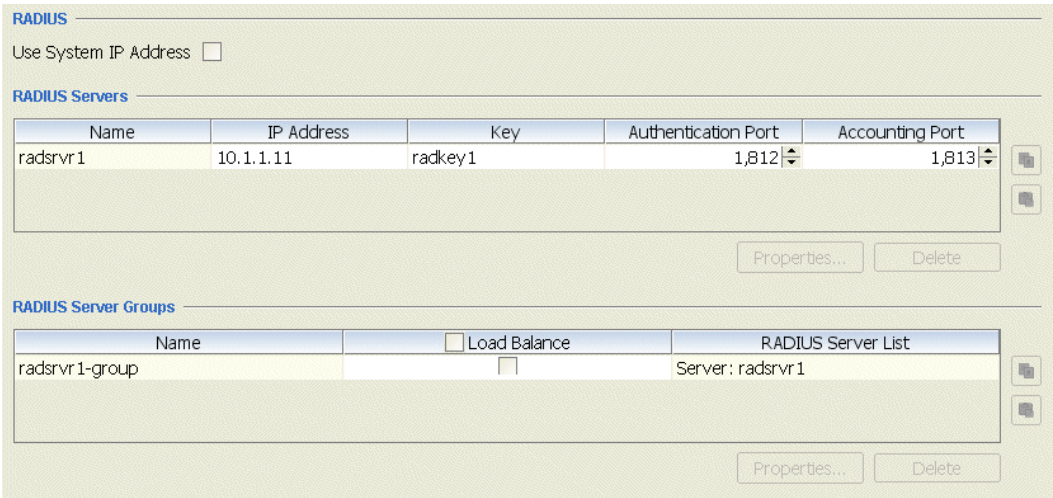 RADIUS
Use System IP Address
RADIUS Servers
Name IP Address Key Authentication Port Accounting Port
radsrvr1 10.1.1.11 radkey1 1,812 1,813
Properties... Delete
RADIUS Server Groups
Name Load Balance RADIUS Server List
radsrvr1-group Server: radsrvr1
Properties... Delete